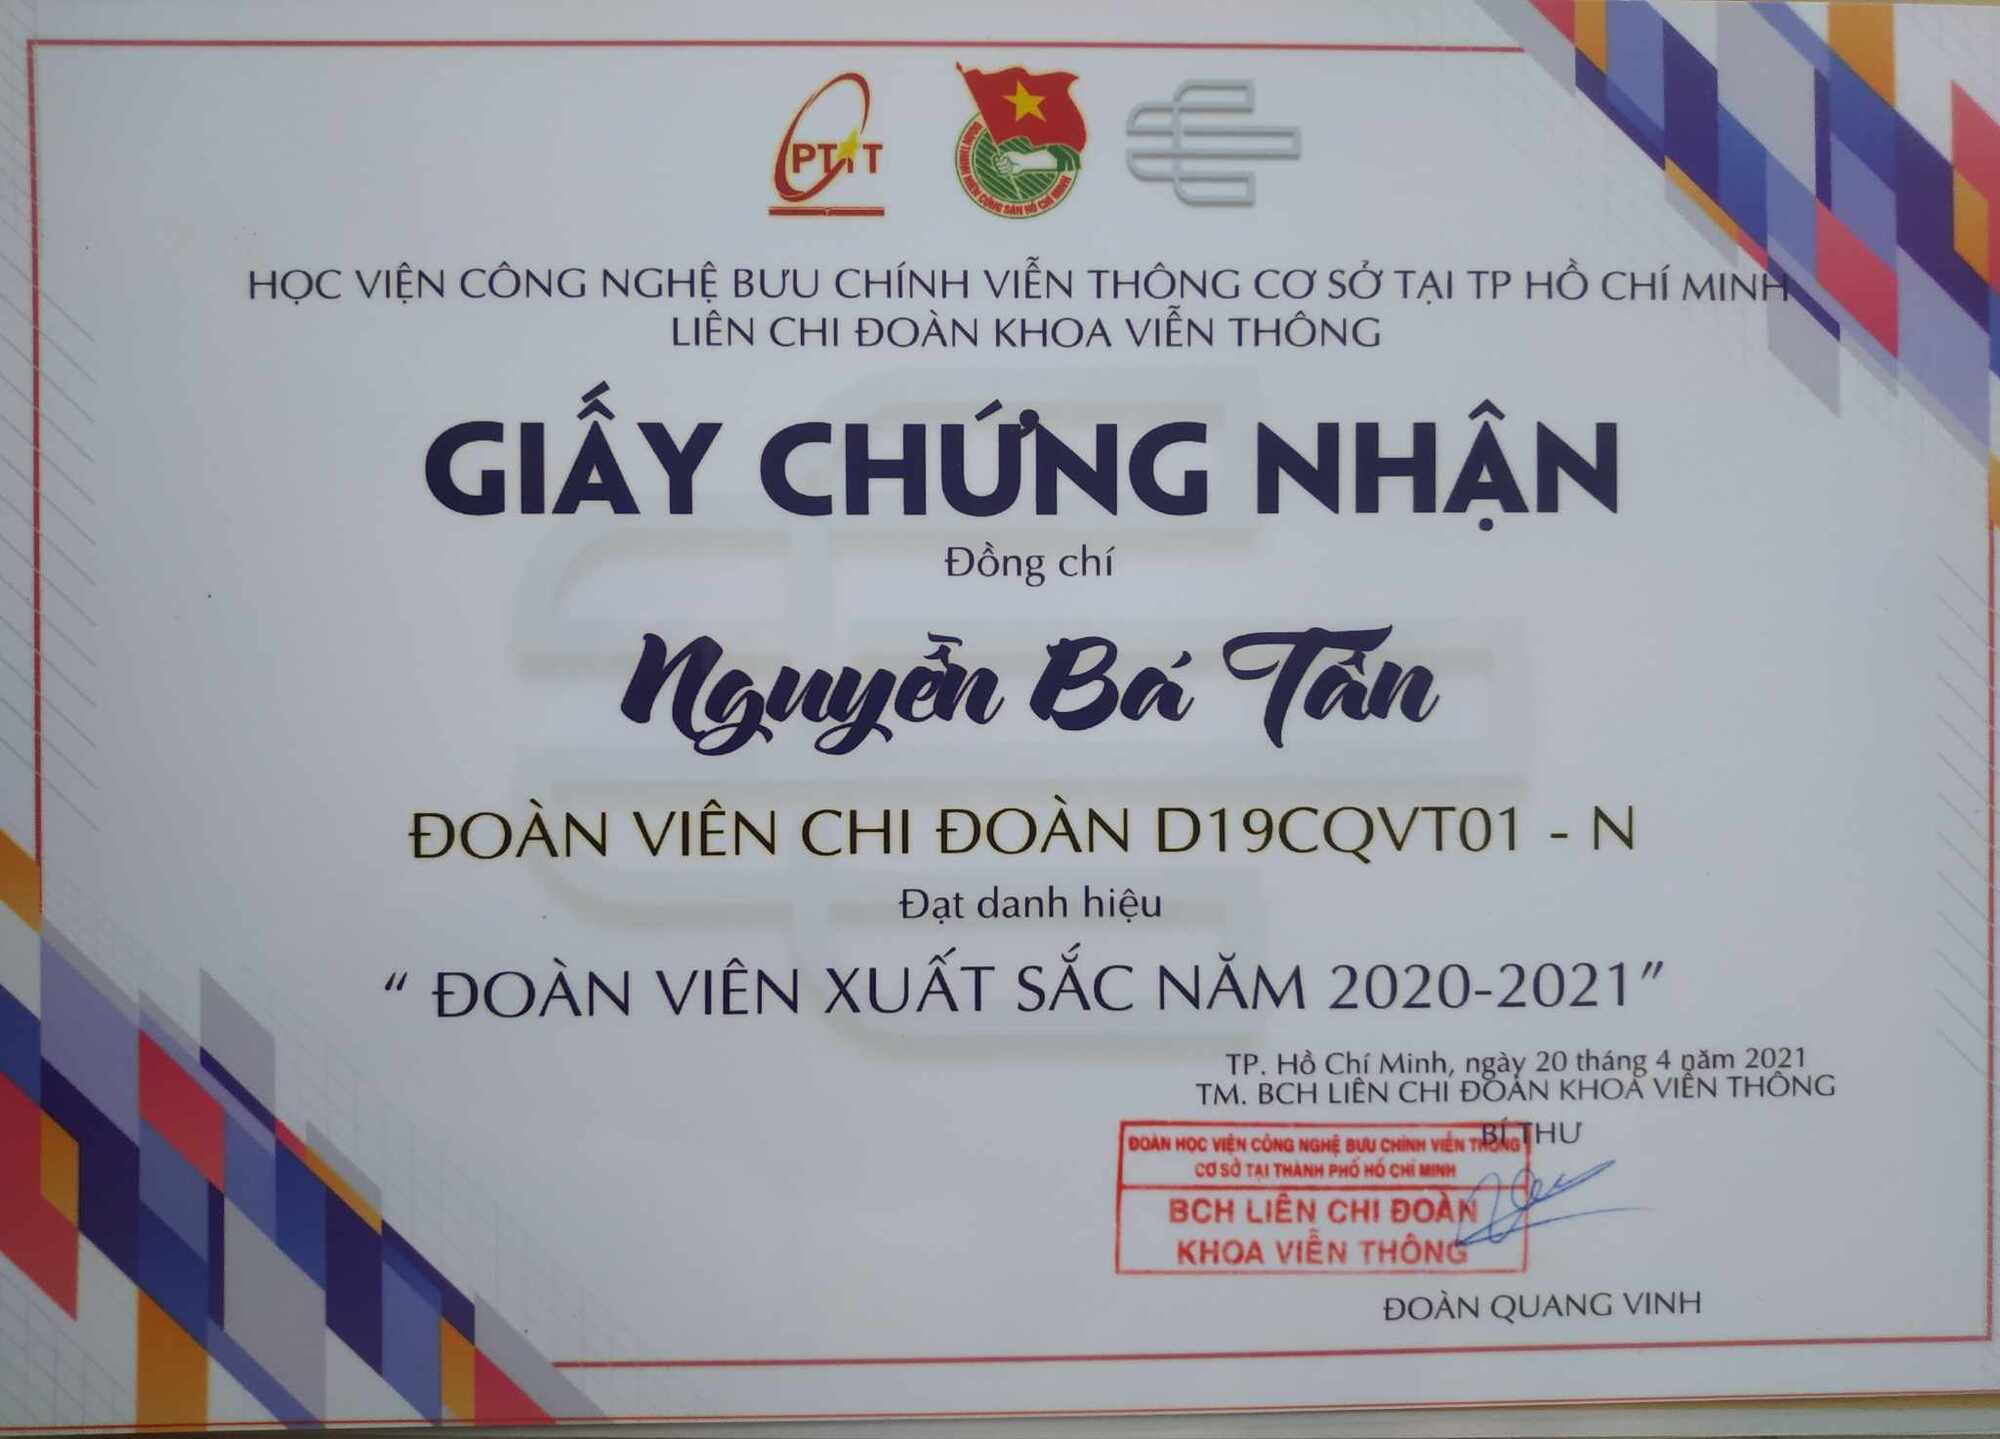 PTIT
ĐOÀN THANH NIÊN CỘNG SẢN HỒ CHÍ MINH
HỌC VIỆN CÔNG NGHỆ BƯU CHÍNH VIỄN THÔNG CƠ SỞ TẠI TP HỒ CHÍ MINH
LIÊN CHI ĐOÀN KHOA VIỄN THÔNG
GIẤY CHỨNG NHẬN
Đồng chí
Nguyễn Bá Tấn
ĐOÀN VIÊN CHI ĐOÀN D19CQVT01 - N
Đạt danh hiệu
“ ĐOÀN VIÊN XUẤT SẮC NĂM 2020-2021”
TP. Hồ Chí Minh, ngày 20 tháng 4 năm 2021
TM. BCH LIÊN CHI ĐOÀN KHOA VIỄN THÔNG
BÍ THƯ
ĐOÀN HỌC VIỆN CÔNG NGHỆ BƯU CHÍNH VIỄN THÔNG
CƠ SỞ TẠI THÀNH PHỐ HỒ CHÍ MINH
BCH LIÊN CHI ĐOÀN
KHOA VIỄN THÔNG
ĐOÀN QUANG VINH